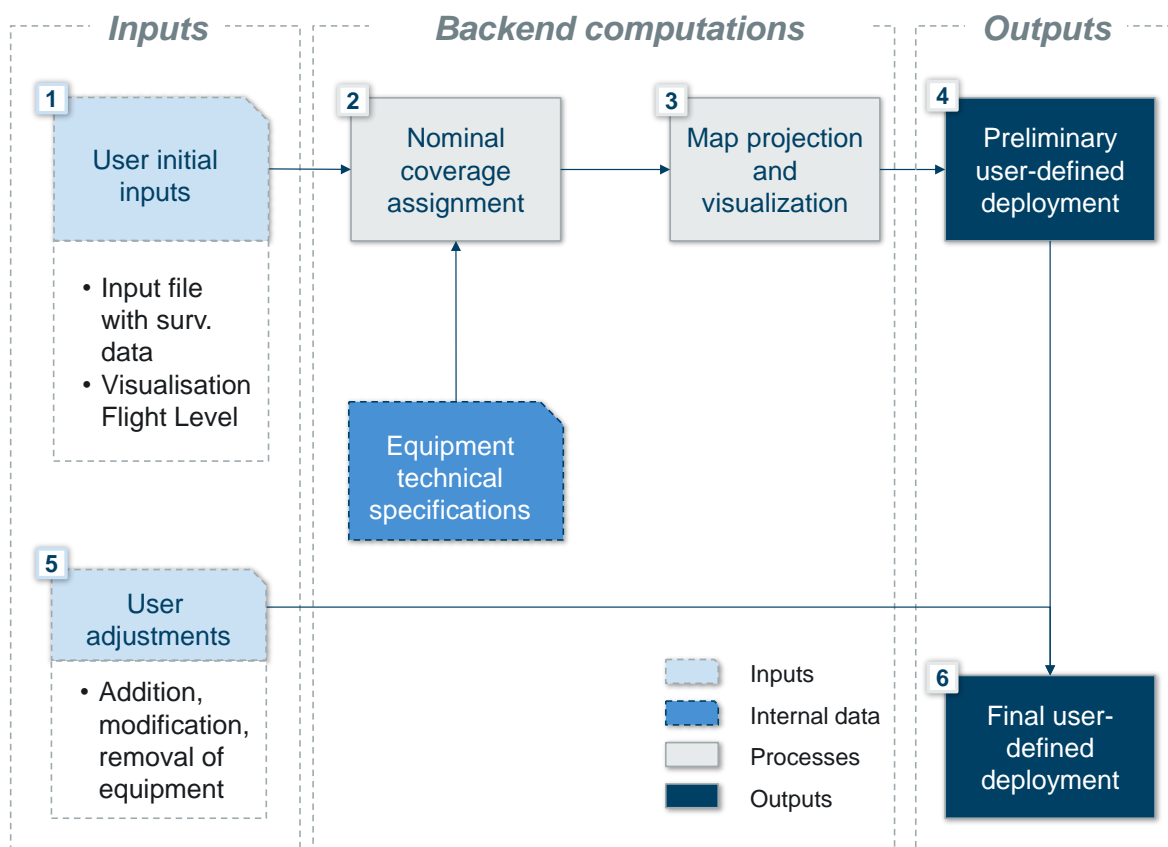 Inputs
Backend computations
Outputs
1
User initial
inputs
• Input file
with surv.
data
• Visualisation
Flight Level
2
Nominal
coverage
assignment
3
Map projection
and
visualization
4
Preliminary
user-defined
deployment
Equipment
technical
specifications
5
User
adjustments
• Addition,
modification,
removal of
equipment
Inputs
Internal data
Processes
Outputs
6
Final user-
defined
deployment